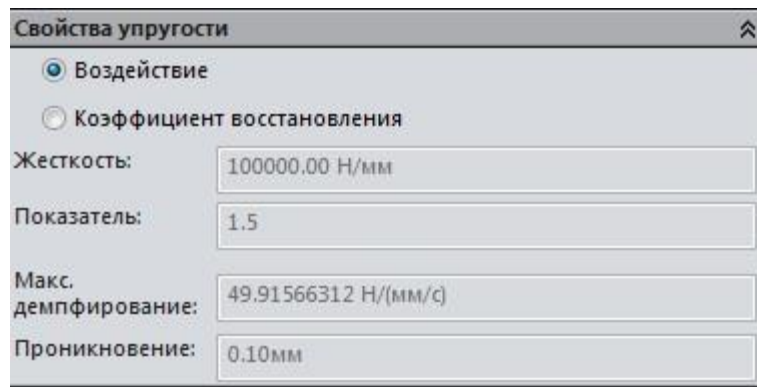 Свойства упругости
Воздействие
Коэффициент восстановления
Жесткость: 100000.00 Н/мм
Показатель: 1.5
Макс.
демпфирование: 49.91566312 Н/(мм/с)
Проникновение: 0.10мм